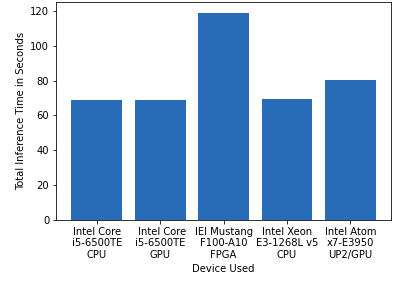 Total Inference Time in Seconds
120
100
80
60
40
20
0
Intel Core
i5-6500TE
CPU
Intel Core
i5-6500TE
GPU
IEI Mustang
F100-A10
FPGA
Intel Xeon
E3-1268L v5
CPU
Intel Atom
x7-E3950
UP2/GPU
Device Used